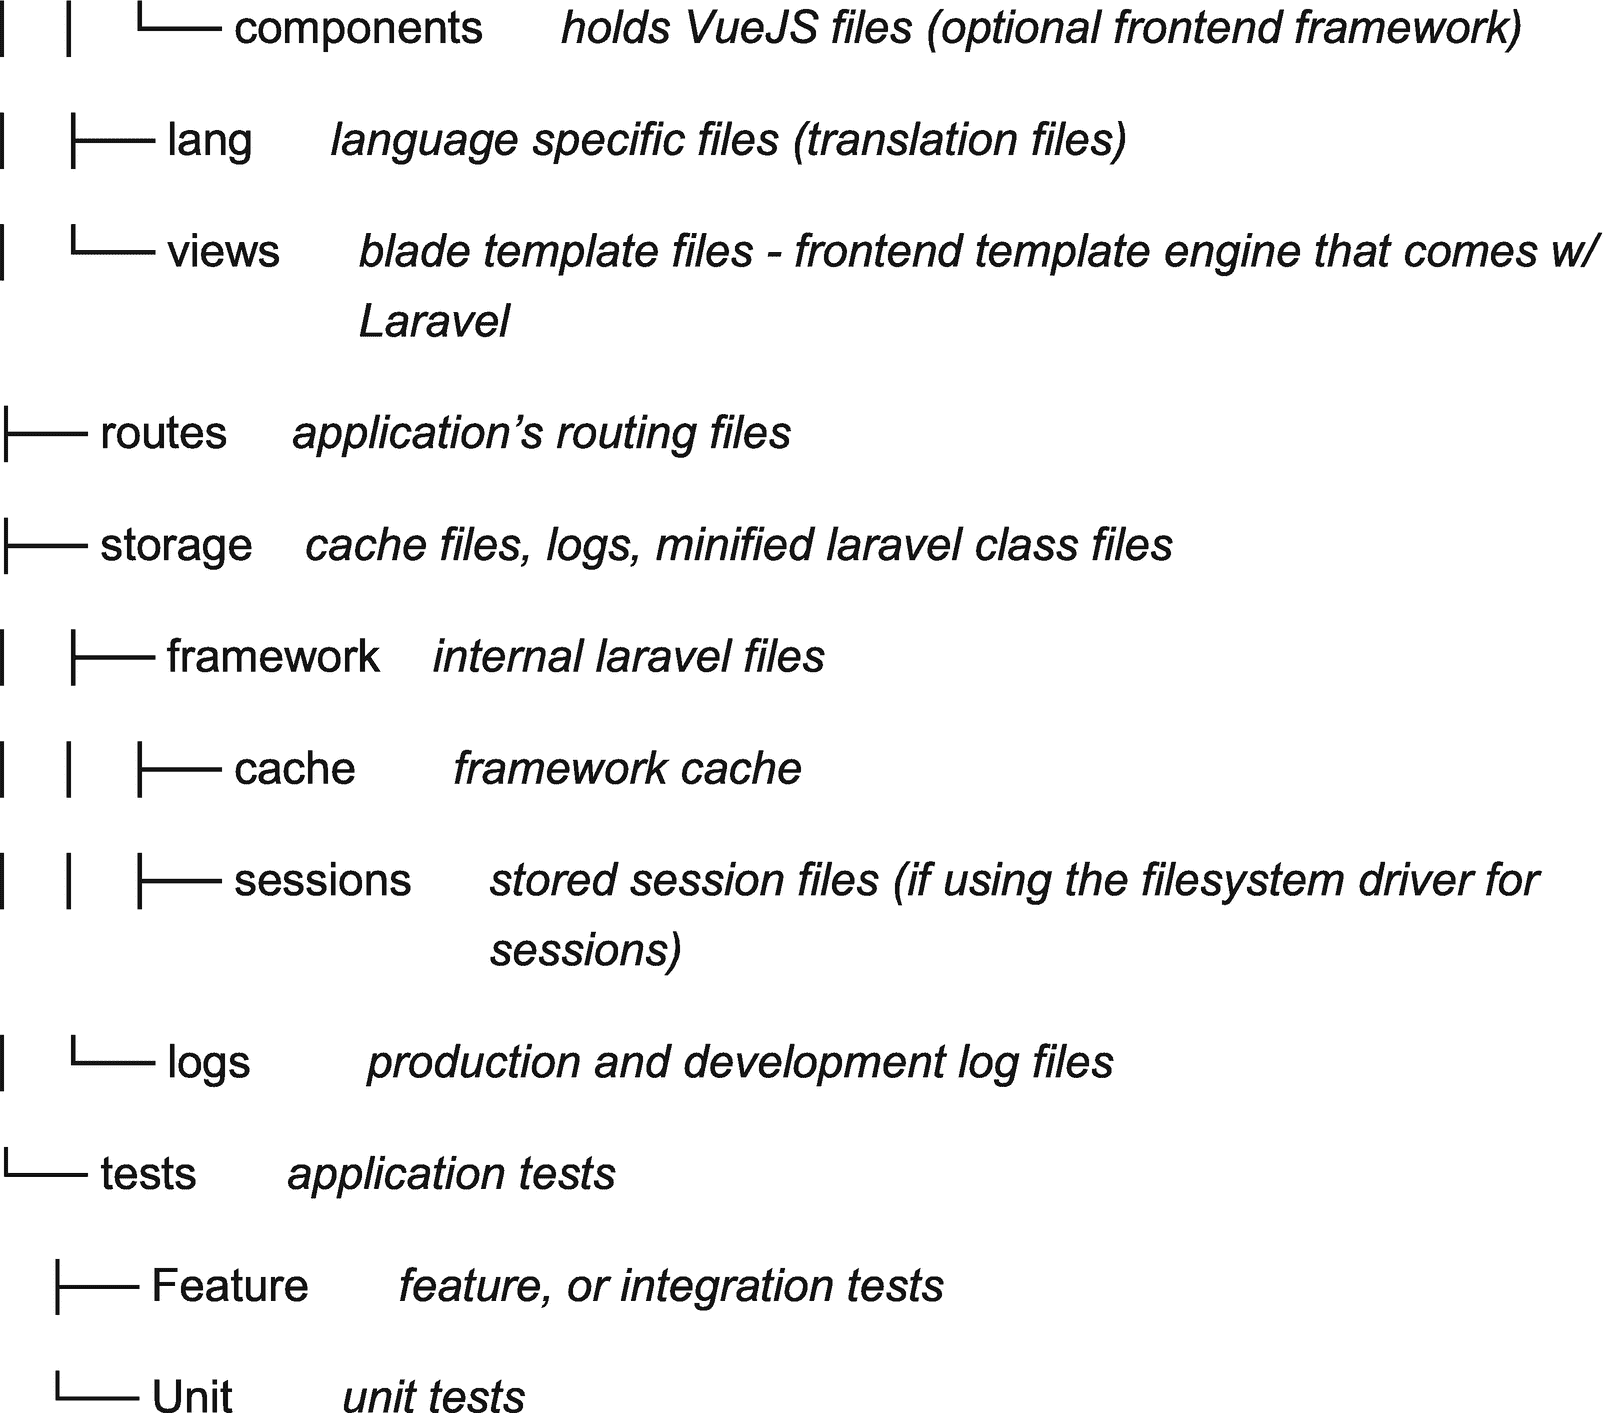 │ │ └── components holds VueJS files (optional frontend framework)
│ ├── lang language specific files (translation files)
│ └── views blade template files - frontend template engine that comes w/
Laravel
├── routes application’s routing files
├── storage cache files, logs, minified laravel class files
│ ├── framework internal laravel files
│ │ ├── cache framework cache
│ │ ├── sessions stored session files (if using the filesystem driver for
sessions)
│ └── logs production and development log files
└── tests application tests
├── Feature feature, or integration tests
└── Unit unit tests